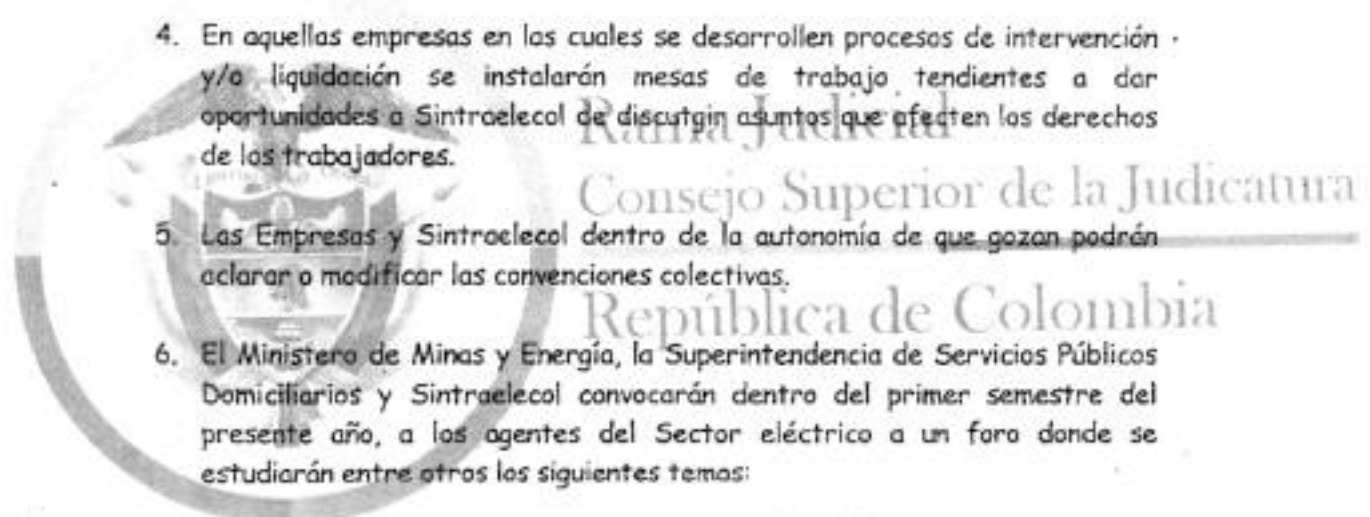 4. En aquellas empresas en las cuales se desarrollen procesos de intervención
y/o liquidación se instalarán mesas de trabajo tendientes a dar
oportunidades a Sintraelecol de discutgin asuntos que afecten los derechos
de los trabajadores.
Rama Judicial
Consejo Superior de la Judicatura
5. Las Empresas y Sintraelecol dentro de la autonomía de que gozan podrán
aclarar o modificar las convenciones colectivas.
República de Colombia
6. El Ministero de Minas y Energía, la Superintendencia de Servicios Públicos
Domiciliarios y Sintraelecol convocarán dentro del primer semestre del
presente año, a los agentes del Sector eléctrico a un foro donde se
estudiarán entre otros los siguientes temas: